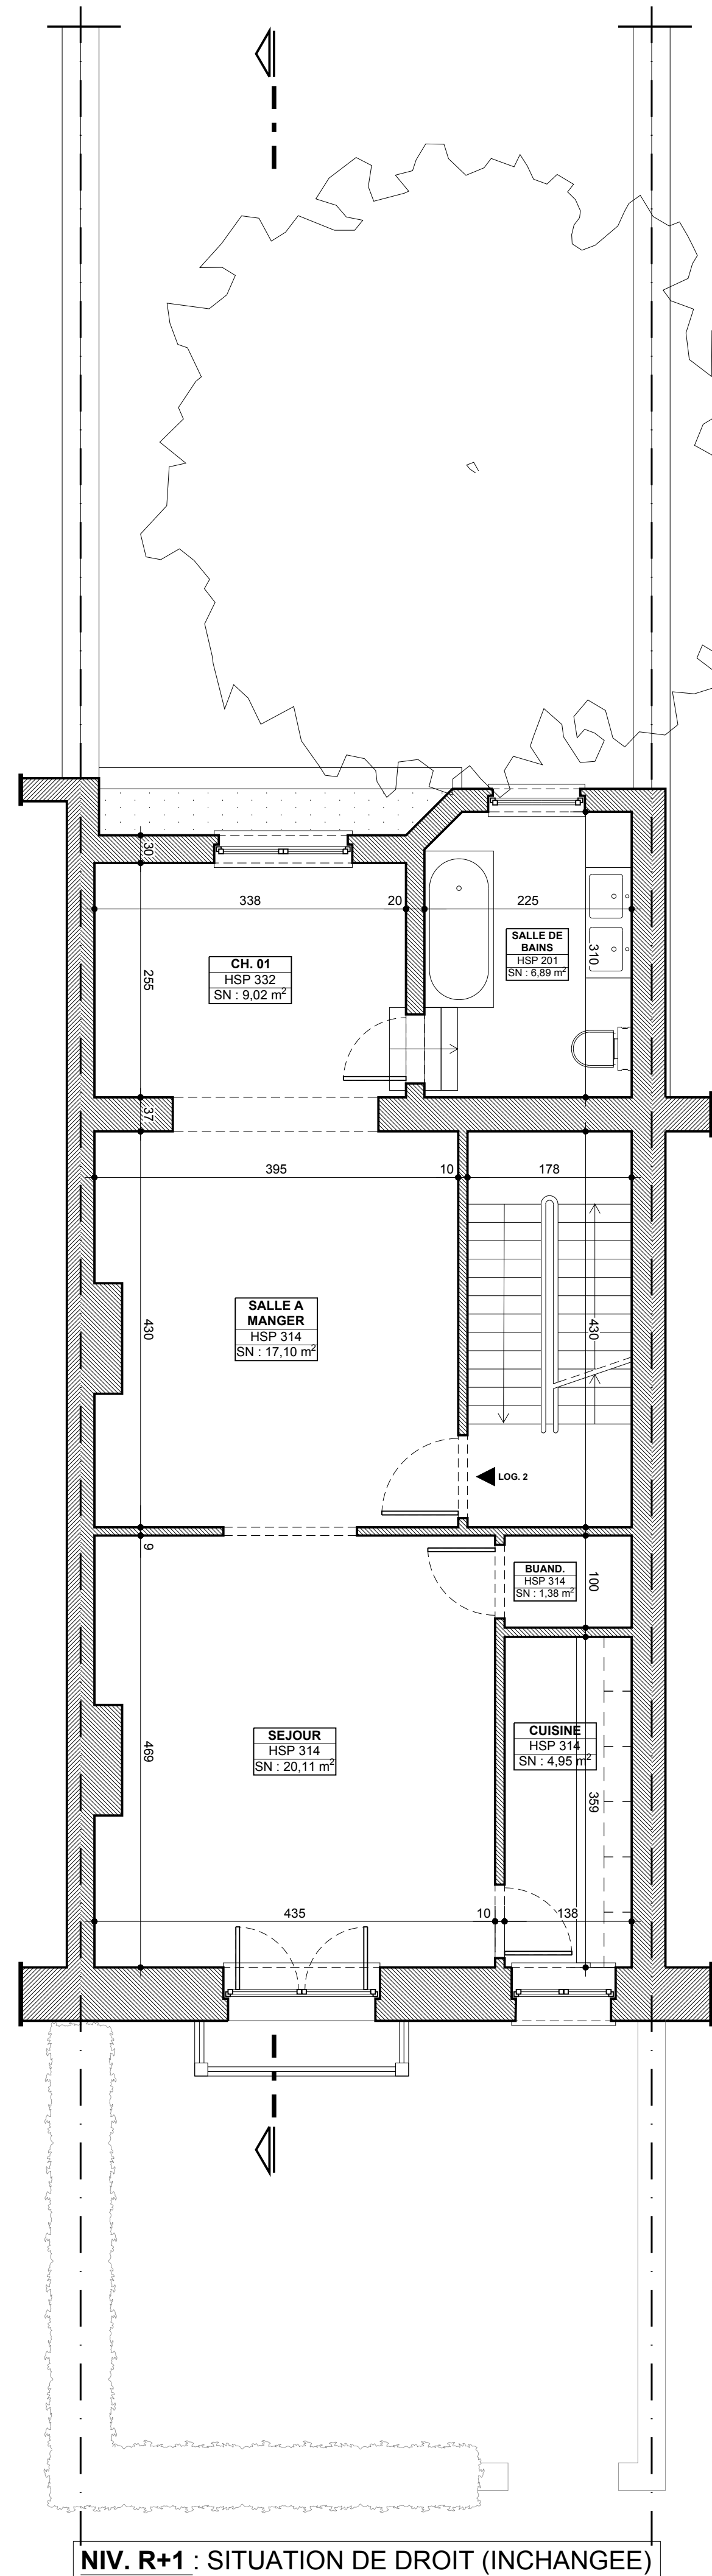 30
338
20
225
SALLE DE
BAINS
HSP 201
SN : 6,89 m²
310
CH. 01
HSP 332
SN : 9,02 m²
255
37
395
10
178
SALLE A
MANGER
HSP 314
SN : 17,10 m²
430
430
LOG. 2
9
BUAND.
HSP 314
SN : 1,38 m²
100
SEJOUR
HSP 314
SN : 20,11 m²
CUISINE
HSP 314
SN : 4,95 m²
469
359
435
10
138
NIV. R+1 : SITUATION DE DROIT (INCHANGEE)